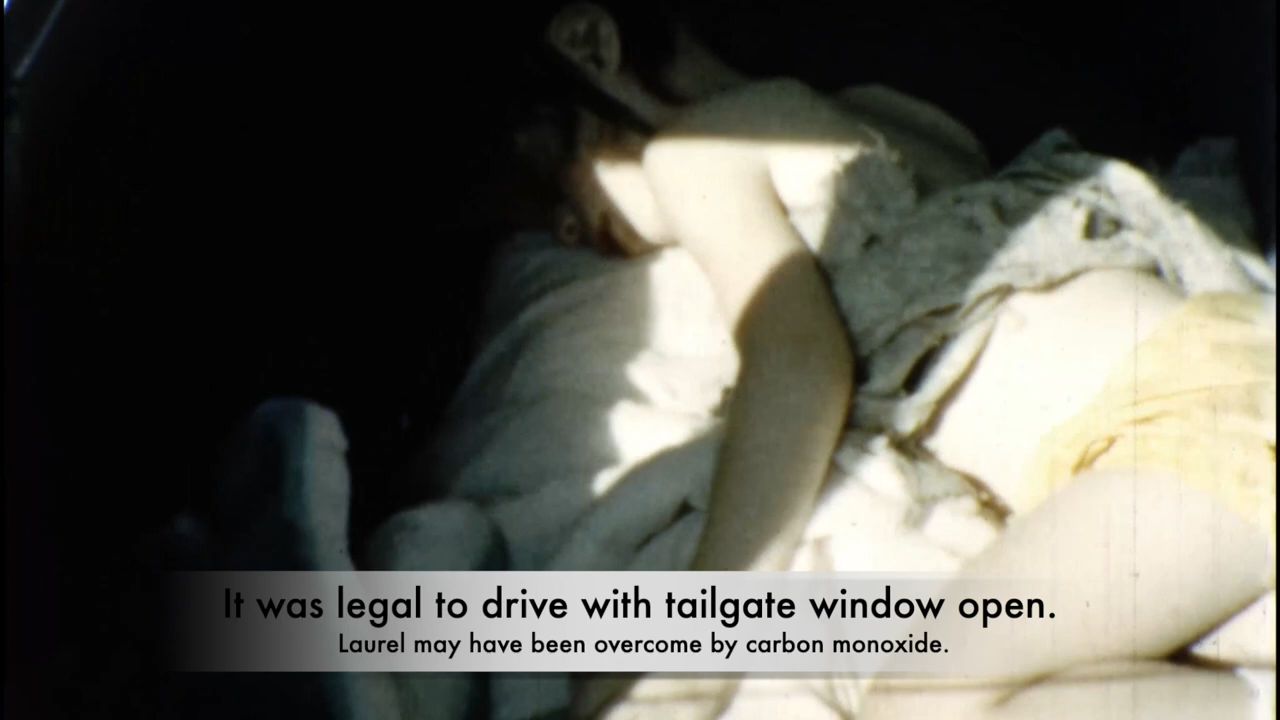 It was legal to drive with tailgate window open.
Laurel may have been overcome by carbon monoxide.